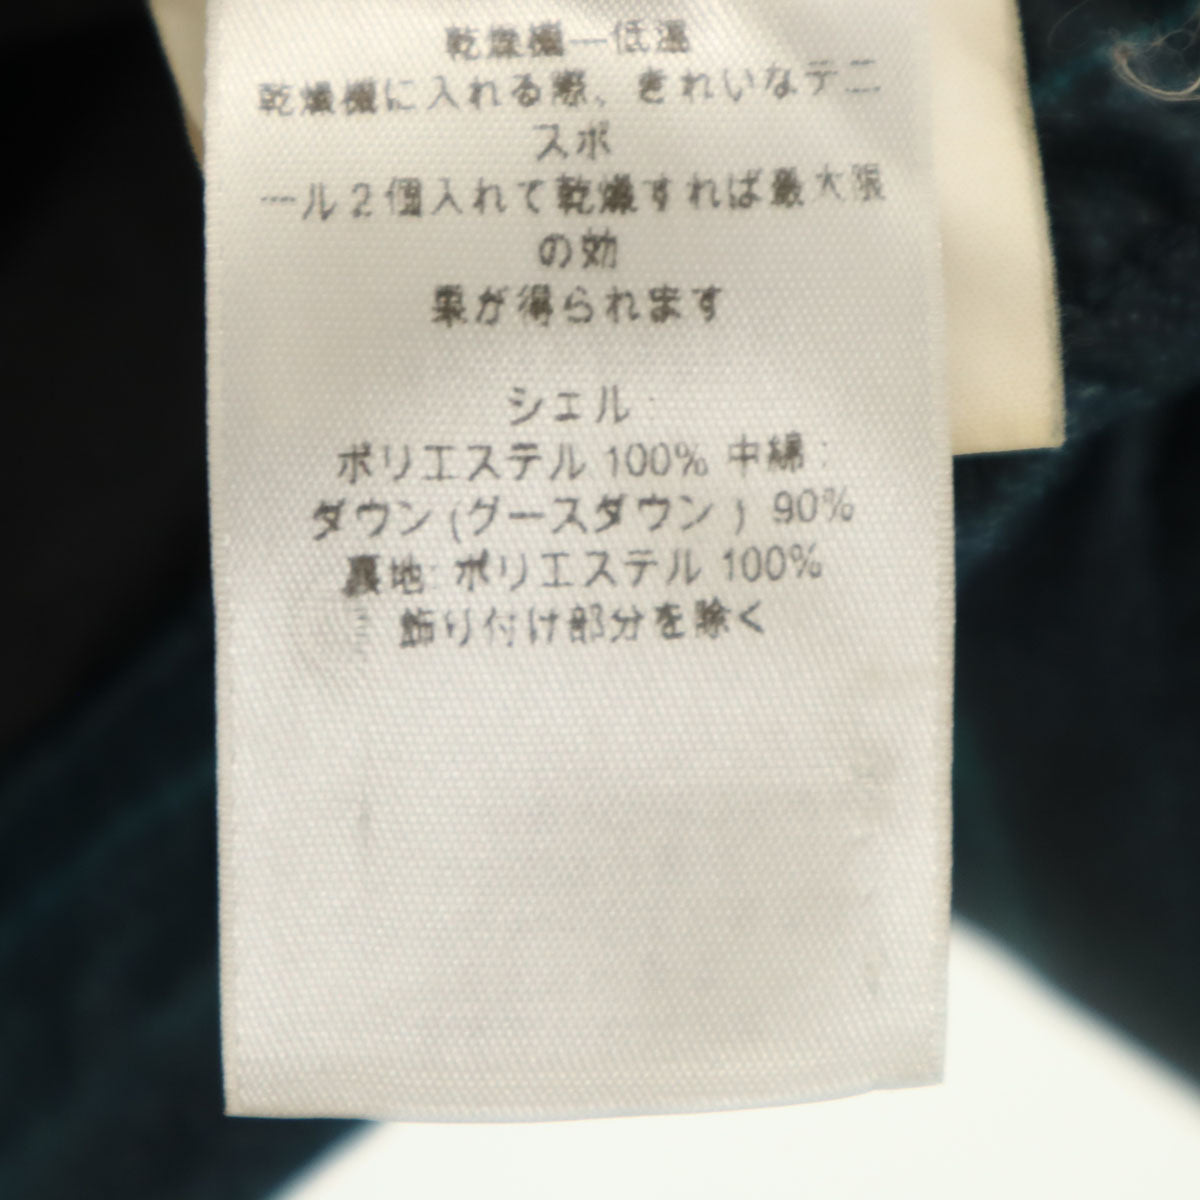 乾燥機—低温
乾燥機に入れる際、きれいなテニ
スボ
ール2個入れて乾燥すれば最大限
の効
果が得られます
シェル:
ポリエステル 100% 中綿:
ダウン (グースダウン ) 90%
裏地: ポリエステル 100%
飾り付け部分を除く